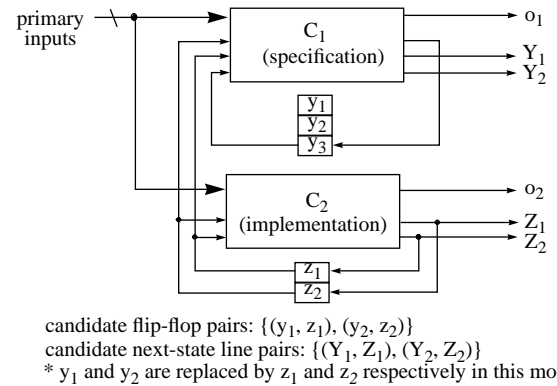 primary
inputs
C1
(specification)
o1
Y1
Y2
y1
y2
y3
C2
(implementation)
o2
Z1
Z2
z1
z2
candidate flip-flop pairs: {(y1, z1), (y2, z2)}
candidate next-state line pairs: {(Y1, Z1), (Y2, Z2)}
* y1 and y2 are replaced by z1 and z2 respectively in this mo